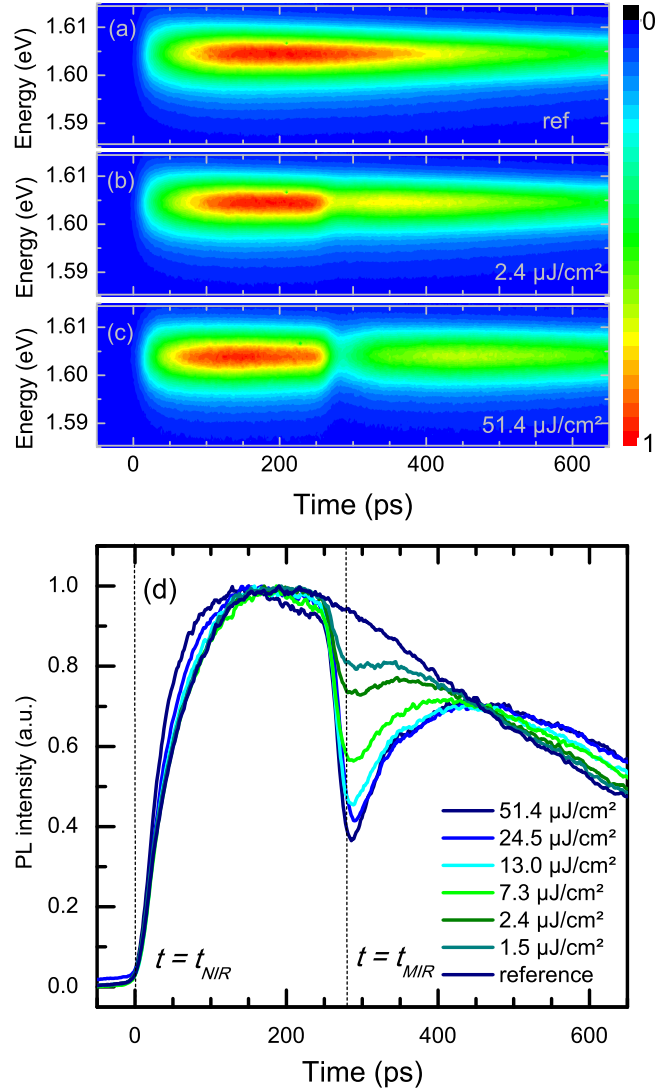 1.61
1.60
1.59
Energy (eV)
(a)
ref
0
1.61
1.60
1.59
Energy (eV)
(b)
2.4 µJ/cm²
1.61
1.60
1.59
Energy (eV)
(c)
51.4 µJ/cm²
1
0 200 400 600
Time (ps)
(d)
1.0
0.8
0.6
0.4
0.2
0.0
PL intensity (a.u.)
51.4 µJ/cm²
24.5 µJ/cm²
13.0 µJ/cm²
7.3 µJ/cm²
2.4 µJ/cm²
1.5 µJ/cm²
reference
t = tNIR
t = tMIR
0 200 400 600
Time (ps)